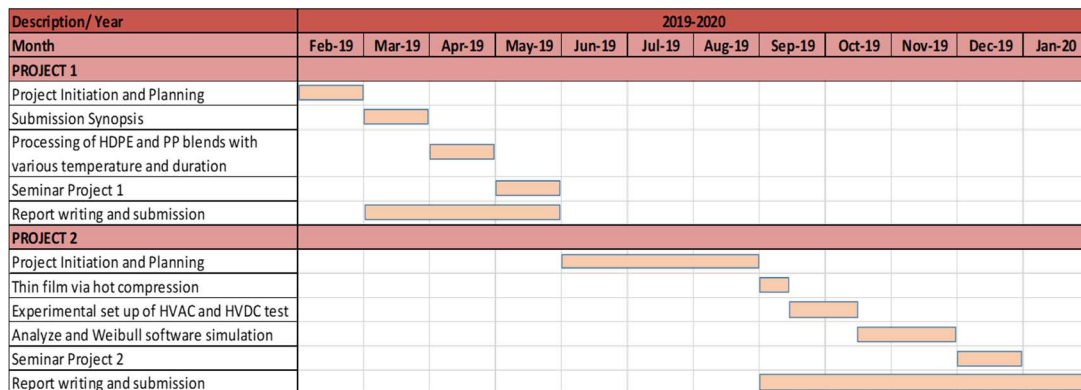 Description/ Year 2019-2020
Month Feb-19 Mar-19 Apr-19 May-19 Jun-19 Jul-19 Aug-19 Sep-19 Oct-19 Nov-19 Dec-19 Jan-20
PROJECT 1
Project Initiation and Planning
Submission Synopsis
Processing of HDPE and PP blends with
various temperature and duration
Seminar Project 1
Report writing and submission
PROJECT 2
Project Initiation and Planning
Thin film via hot compression
Experimental set up of HVAC and HVDC test
Analyze and Weibull software simulation
Seminar Project 2
Report writing and submission